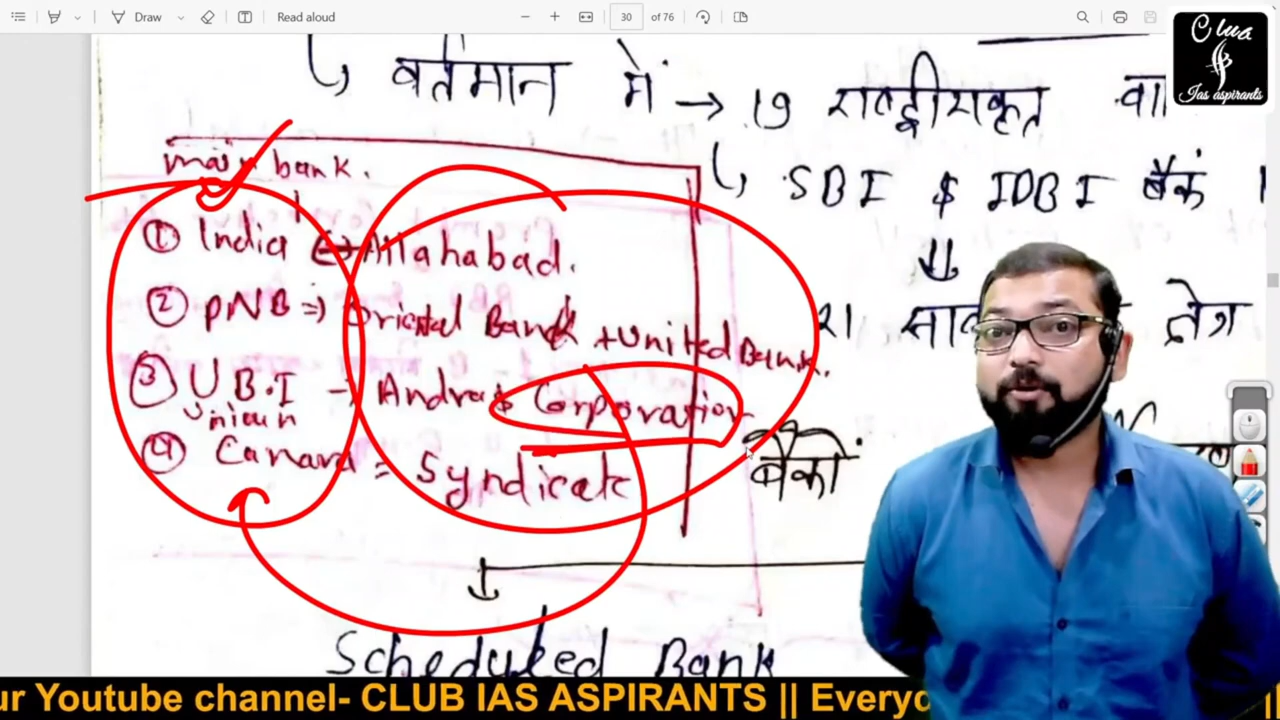 Draw
Read aloud
30 of 76
Club
Ias aspirants
वर्तमान में → 19
SBI $ IDBI बैंक
main bank.
① India ⇒ Allahabad.
② PNB ⇒ Oriental Bank + United Bank.
21
③ U B.I → Andra $ Corporation
Union
④ Canara = Syndicate
बैंको
Scheduled Bank
ur Youtube channel- CLUB IAS ASPIRANTS || Everyo